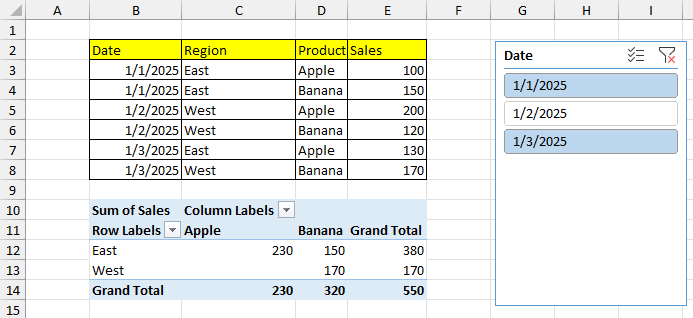 A B C D E F G H I
1
2 Date Region Product Sales Date
3 1/1/2025 East Apple 100 1/1/2025
4 1/1/2025 East Banana 150 1/2/2025
5 1/2/2025 West Apple 200
6 1/2/2025 West Banana 120 1/3/2025
7 1/3/2025 East Apple 130
8 1/3/2025 West Banana 170
9
10 Sum of Sales Column Labels
11 Row Labels Apple Banana Grand Total
12 East 230 150 380
13 West 170 170
14 Grand Total 230 320 550
15